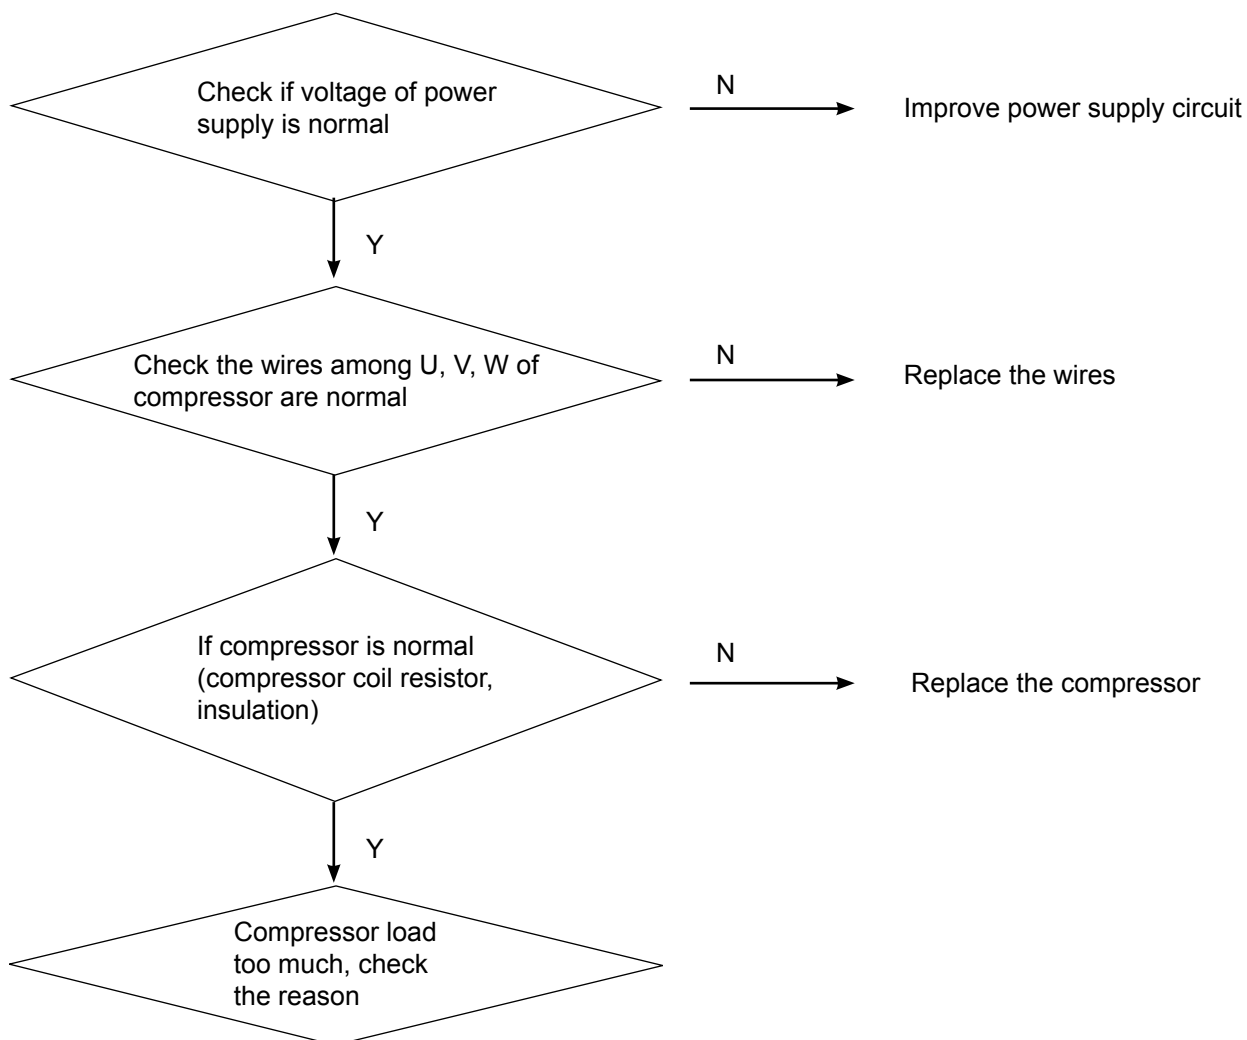 Check if voltage of power
supply is normal
N
Improve power supply circuit
Y
Check the wires among U, V, W of
compressor are normal
N
Replace the wires
Y
If compressor is normal
(compressor coil resistor,
insulation)
N
Replace the compressor
Y
Compressor load
too much, check
the reason